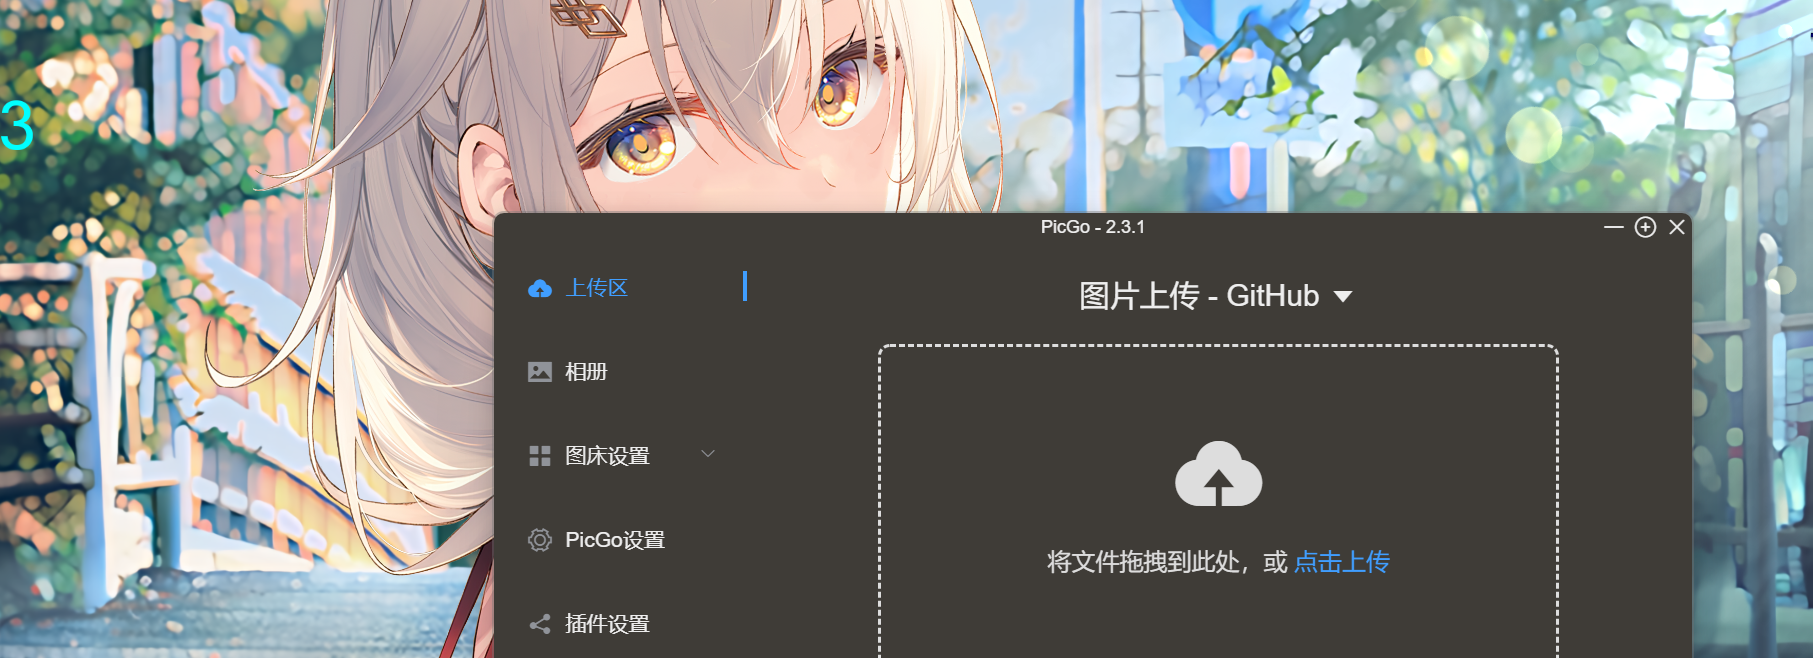 3
PicGo - 2.3.1
上传区
图片上传 - GitHub
相册
图床设置
PicGo设置
将文件拖拽到此处，或 点击上传
插件设置